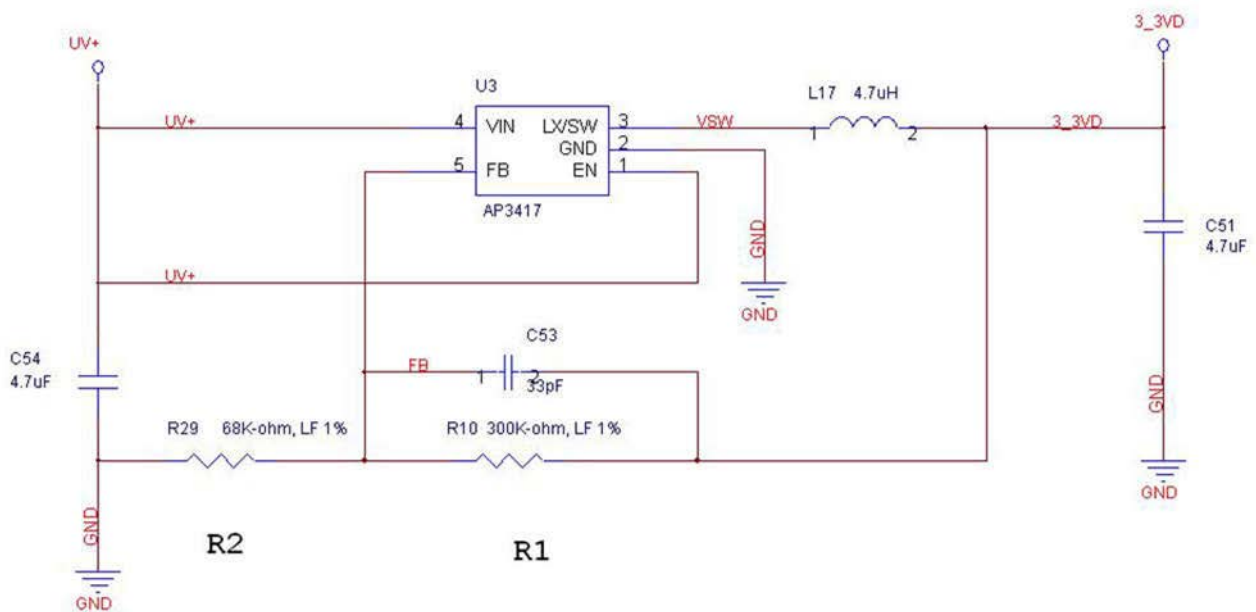 3_3VD
UV+
U3
L17 4.7uH
UV+
4
VIN
LX/SW
3
VSW
1
2
3_3VD
GND
2
5
FB
EN
1
AP3417
GND
C51
4.7uF
UV+
GND
C53
C54
4.7uF
FB
1
2
33pF
GND
R29 68K-ohm, LF 1%
R10 300K-ohm, LF 1%
GND
GND
R2
R1
GND